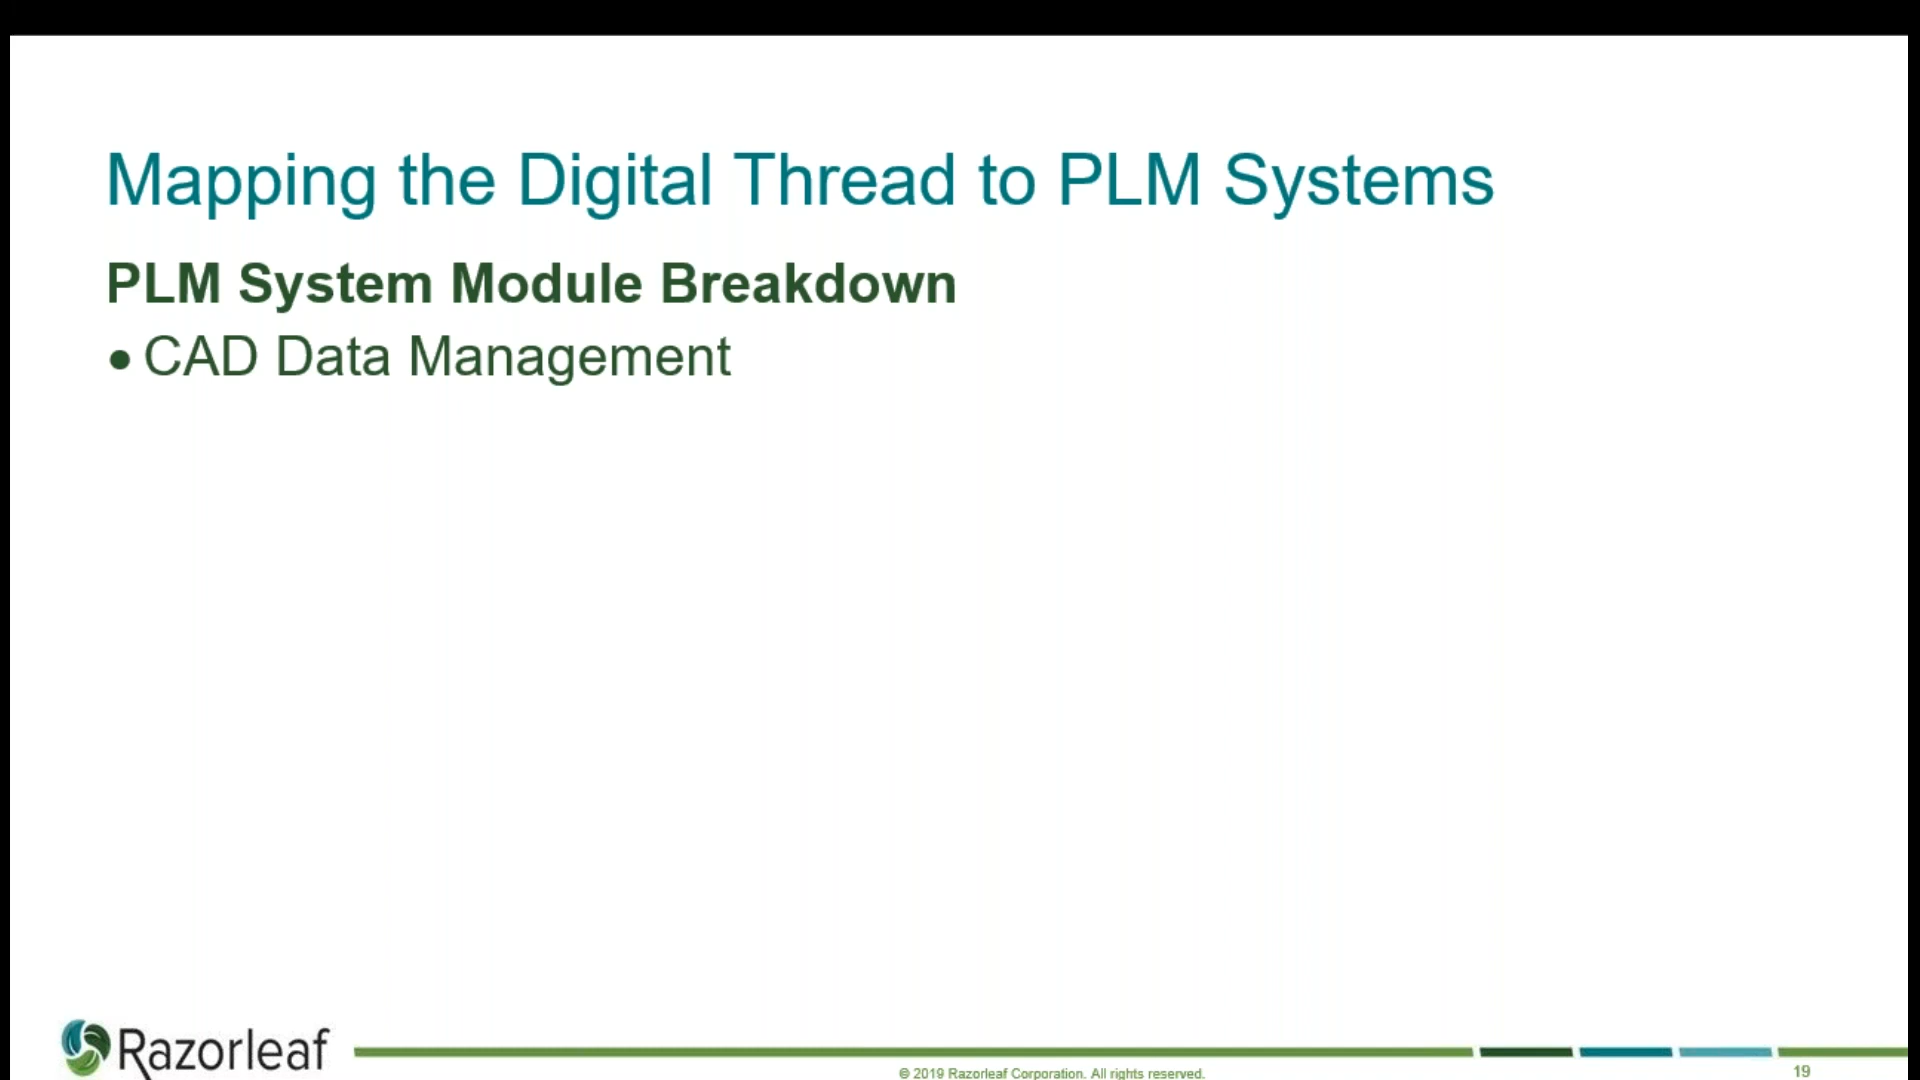 Mapping the Digital Thread to PLM Systems
PLM System Module Breakdown
• CAD Data Management
Razorleaf
© 2019 Razorleaf Corporation. All rights reserved.
19